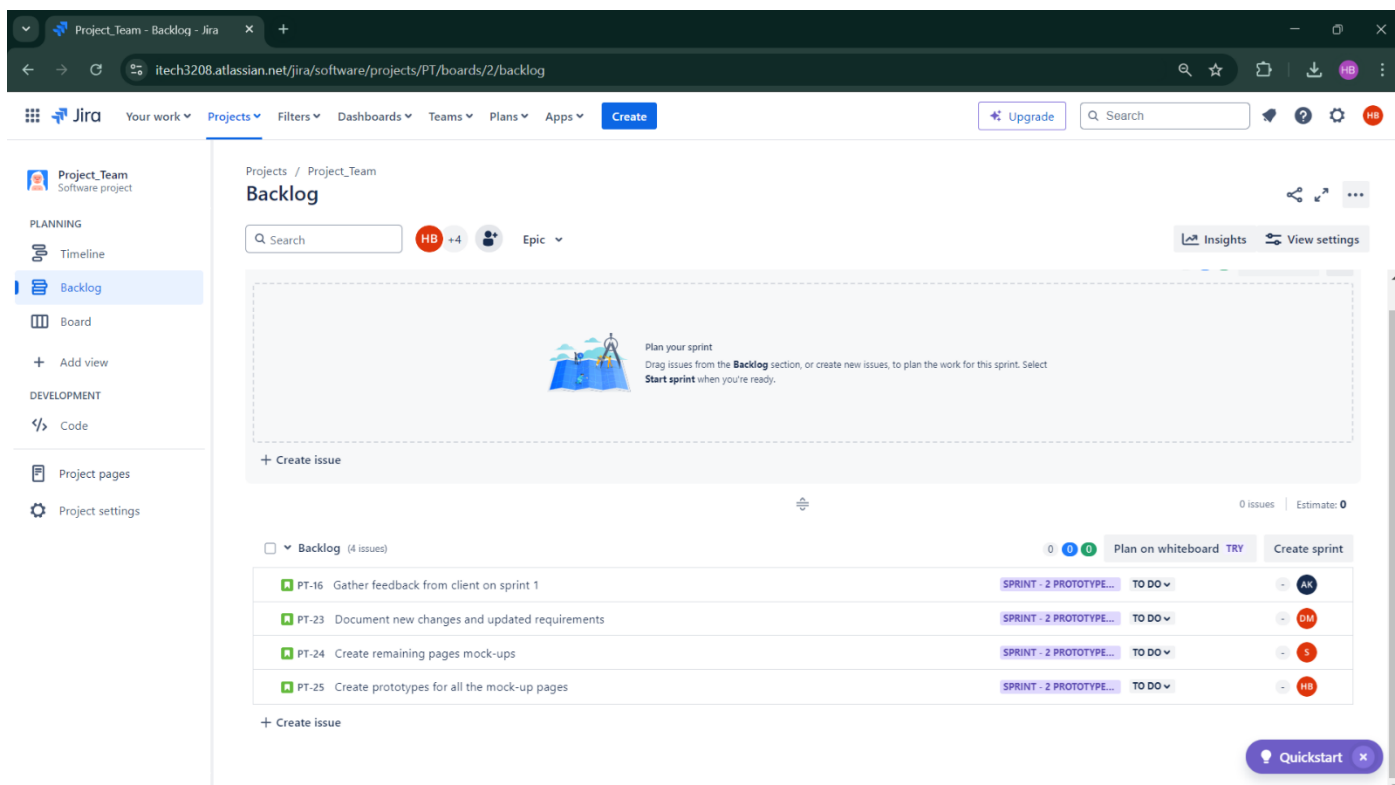 Project_Team - Backlog - Jira
itech3208.atlassian.net/jira/software/projects/PT/boards/2/backlog
HB
Jira Your work Projects Filters Dashboards Teams Plans Apps Create Upgrade Search HB
Project_Team
Software project
PLANNING
Timeline
Backlog
Board
Add view
DEVELOPMENT
Code
Project pages
Project settings
Projects / Project_Team
Backlog
Search HB +4 Epic Insights View settings
Plan your sprint
Drag issues from the Backlog section, or create new issues, to plan the work for this sprint. Select
Start sprint when you're ready.
+ Create issue
0 issues Estimate: 0
Backlog (4 issues) 0 0 0 Plan on whiteboard TRY Create sprint
PT-16 Gather feedback from client on sprint 1 SPRINT - 2 PROTOTYPE... TO DO - AK
PT-23 Document new changes and updated requirements SPRINT - 2 PROTOTYPE... TO DO - DM
PT-24 Create remaining pages mock-ups SPRINT - 2 PROTOTYPE... TO DO - S
PT-25 Create prototypes for all the mock-up pages SPRINT - 2 PROTOTYPE... TO DO - HB
+ Create issue
Quickstart